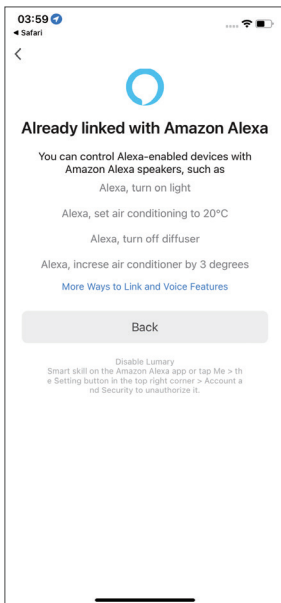 03:59
◀ Safari
Already linked with Amazon Alexa
You can control Alexa-enabled devices with
Amazon Alexa speakers, such as
Alexa, turn on light
Alexa, set air conditioning to 20°C
Alexa, turn off diffuser
Alexa, increse air conditioner by 3 degrees
More Ways to Link and Voice Features
Back
Disable Lumary
Smart skill on the Amazon Alexa app or tap Me > th
e Setting button in the top right corner > Account a
nd Security to unauthorize it.